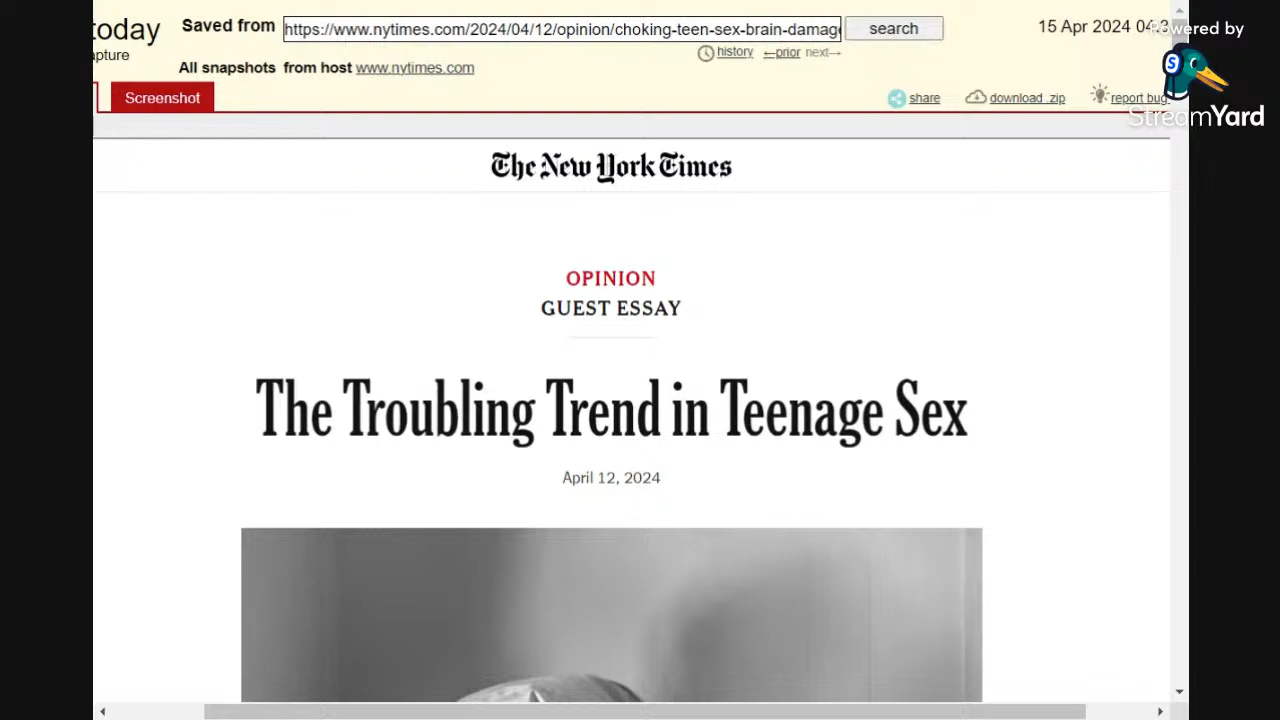 today
Saved from
https://www.nytimes.com/2024/04/12/opinion/choking-teen-sex-brain-damag
search
15 Apr 2024
Powered by
history
←prior
next→
All snapshots from host www.nytimes.com
Screenshot
share
download .zip
report bug
StreamYard
The New York Times
OPINION
GUEST ESSAY
The Troubling Trend in Teenage Sex
April 12, 2024